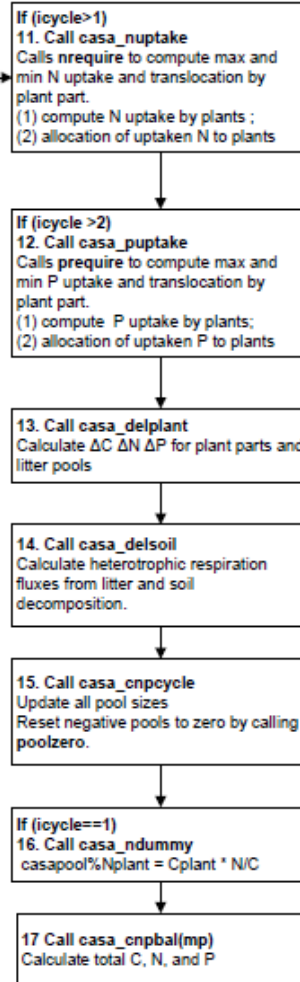 If (icycle>1)
11. Call casa_nuptake
Calls nrequire to compute max and
min N uptake and translocation by
plant part.
(1) compute N uptake by plants ;
(2) allocation of uptaken N to plants
If (icycle >2)
12. Call casa_puptake
Calls prequire to compute max and
min P uptake and translocation by
plant part.
(1) compute P uptake by plants;
(2) allocation of uptaken P to plants
13. Call casa_delplant
Calculate ΔC ΔN ΔP for plant parts and
litter pools
14. Call casa_delsoil
Calculate heterotrophic respiration
fluxes from litter and soil
decomposition.
15. Call casa_cnpcycle
Update all pool sizes
Reset negative pools to zero by calling
poolzero.
If (icycle==1)
16. Call casa_ndummy
casapool%Nplant = Cplant * N/C
17 Call casa_cnpbal(mp)
Calculate total C, N, and P